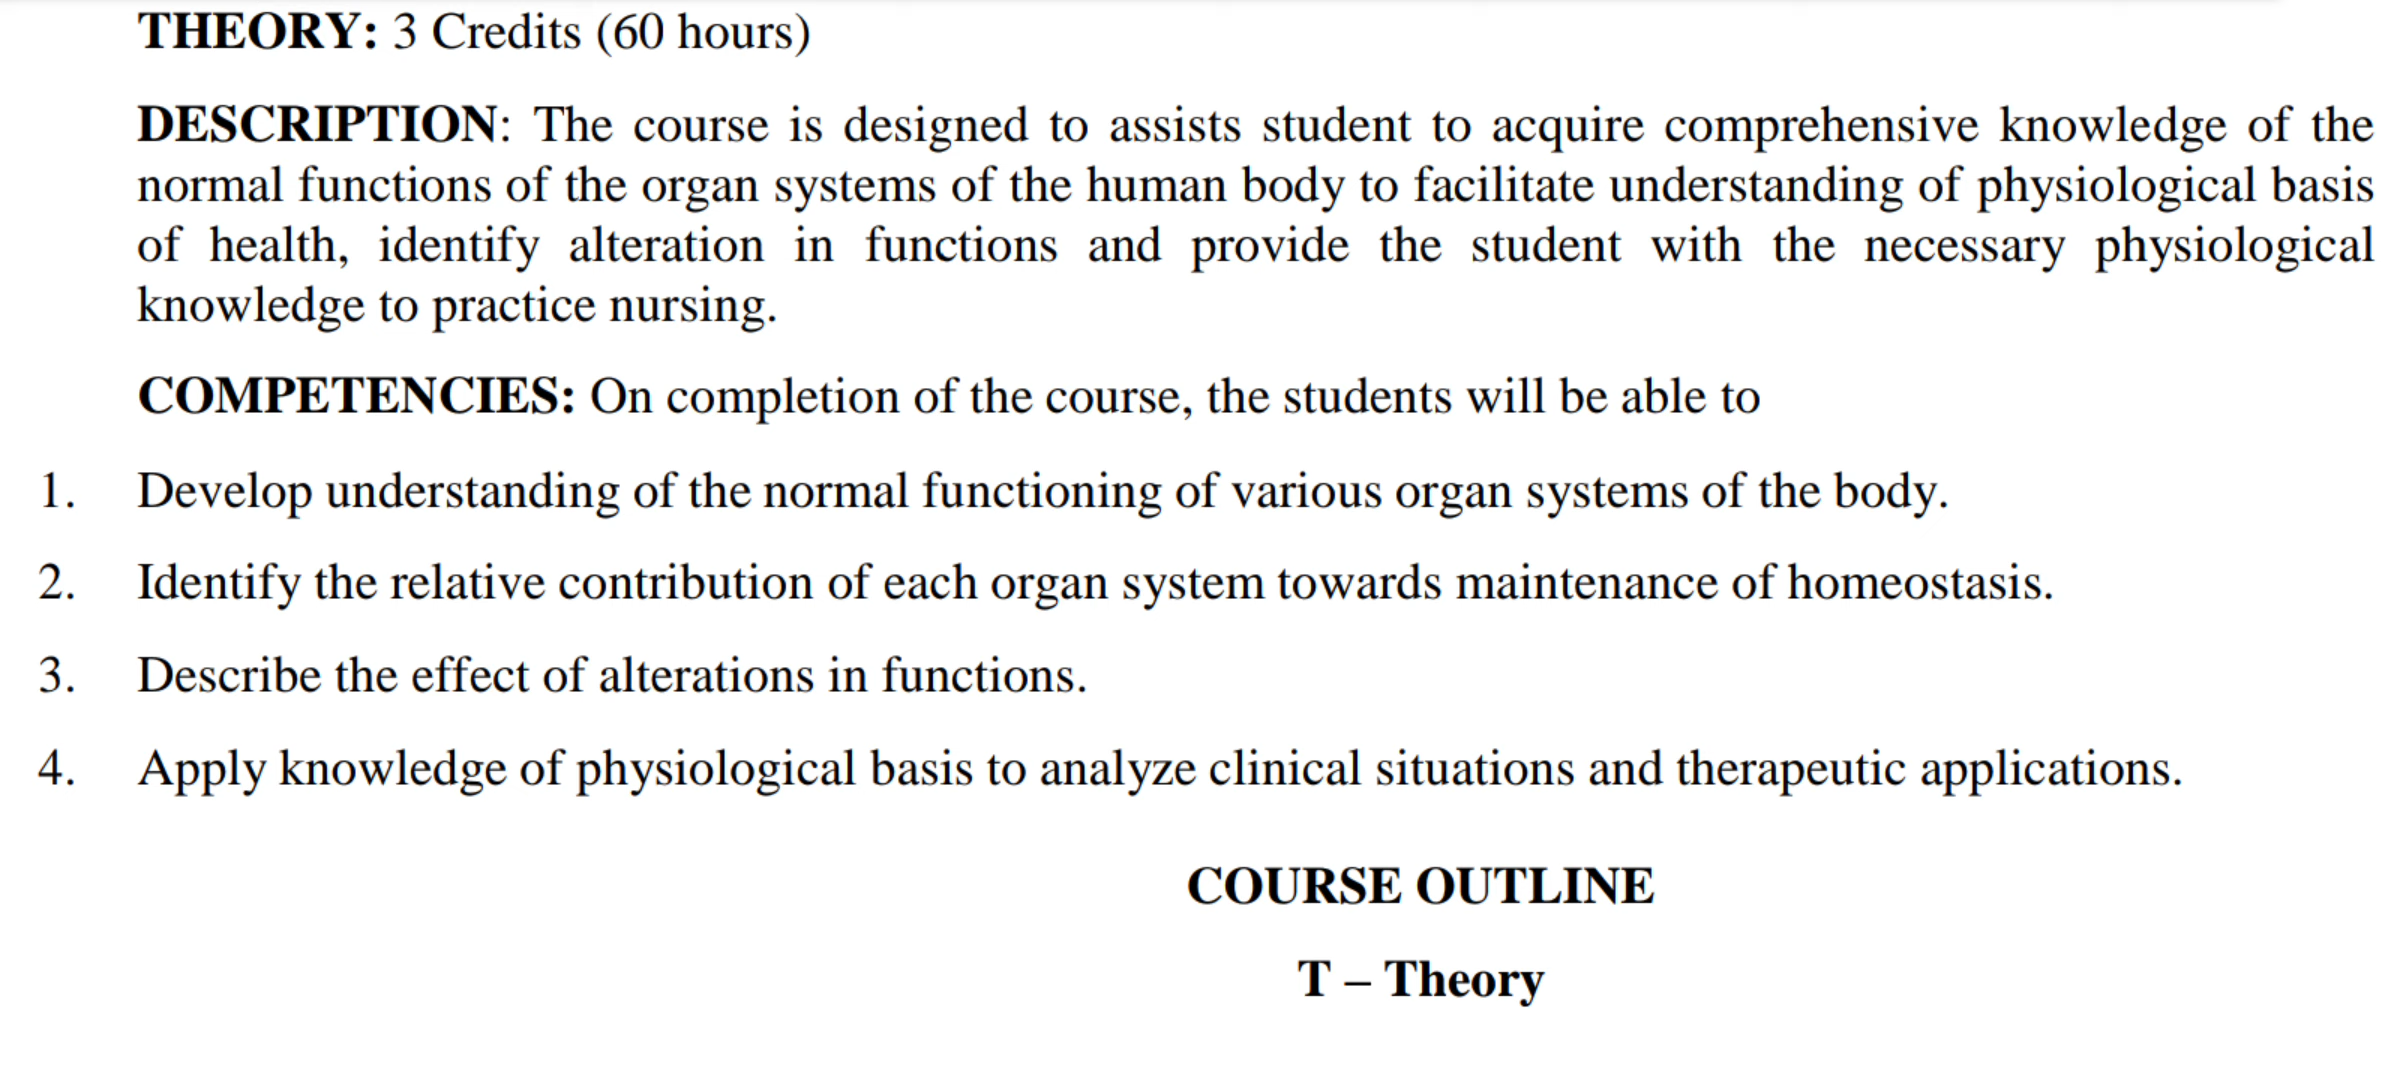 THEORY: 3 Credits (60 hours)
DESCRIPTION: The course is designed to assists student to acquire comprehensive knowledge of the
normal functions of the organ systems of the human body to facilitate understanding of physiological basis
of health, identify alteration in functions and provide the student with the necessary physiological
knowledge to practice nursing.
COMPETENCIES: On completion of the course, the students will be able to
1. Develop understanding of the normal functioning of various organ systems of the body.
2. Identify the relative contribution of each organ system towards maintenance of homeostasis.
3. Describe the effect of alterations in functions.
4. Apply knowledge of physiological basis to analyze clinical situations and therapeutic applications.
COURSE OUTLINE
T – Theory